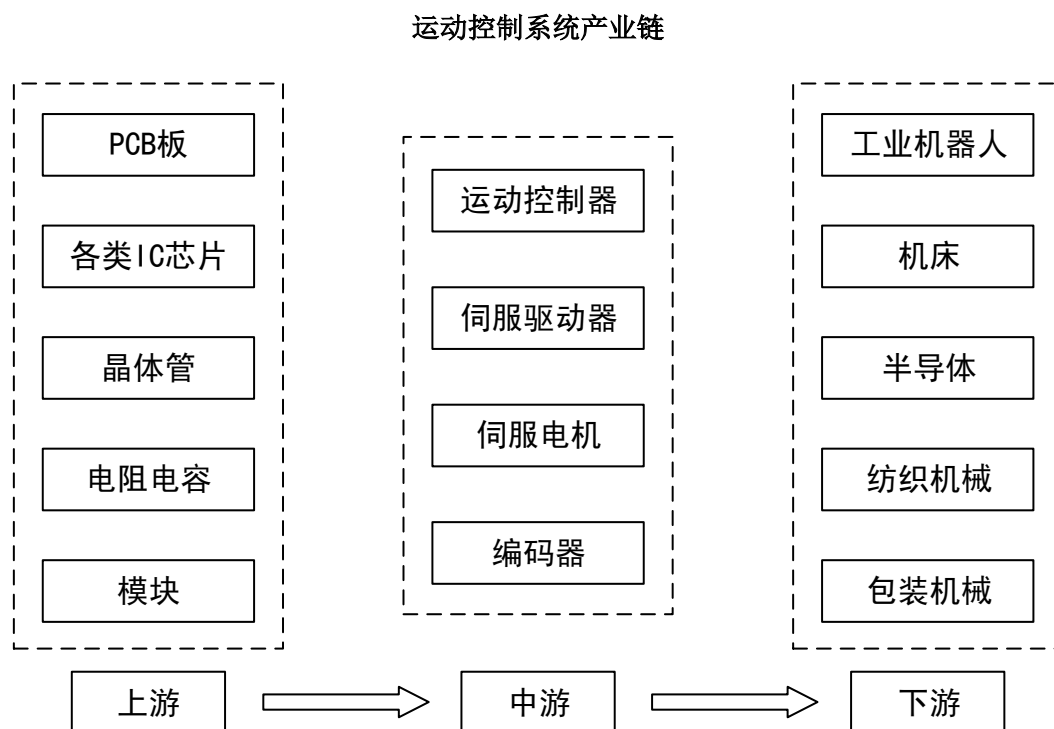 运动控制系统产业链
PCB板
各类IC芯片
晶体管
电阻电容
模块
上游
运动控制器
伺服驱动器
伺服电机
编码器
中游
工业机器人
机床
半导体
纺织机械
包装机械
下游